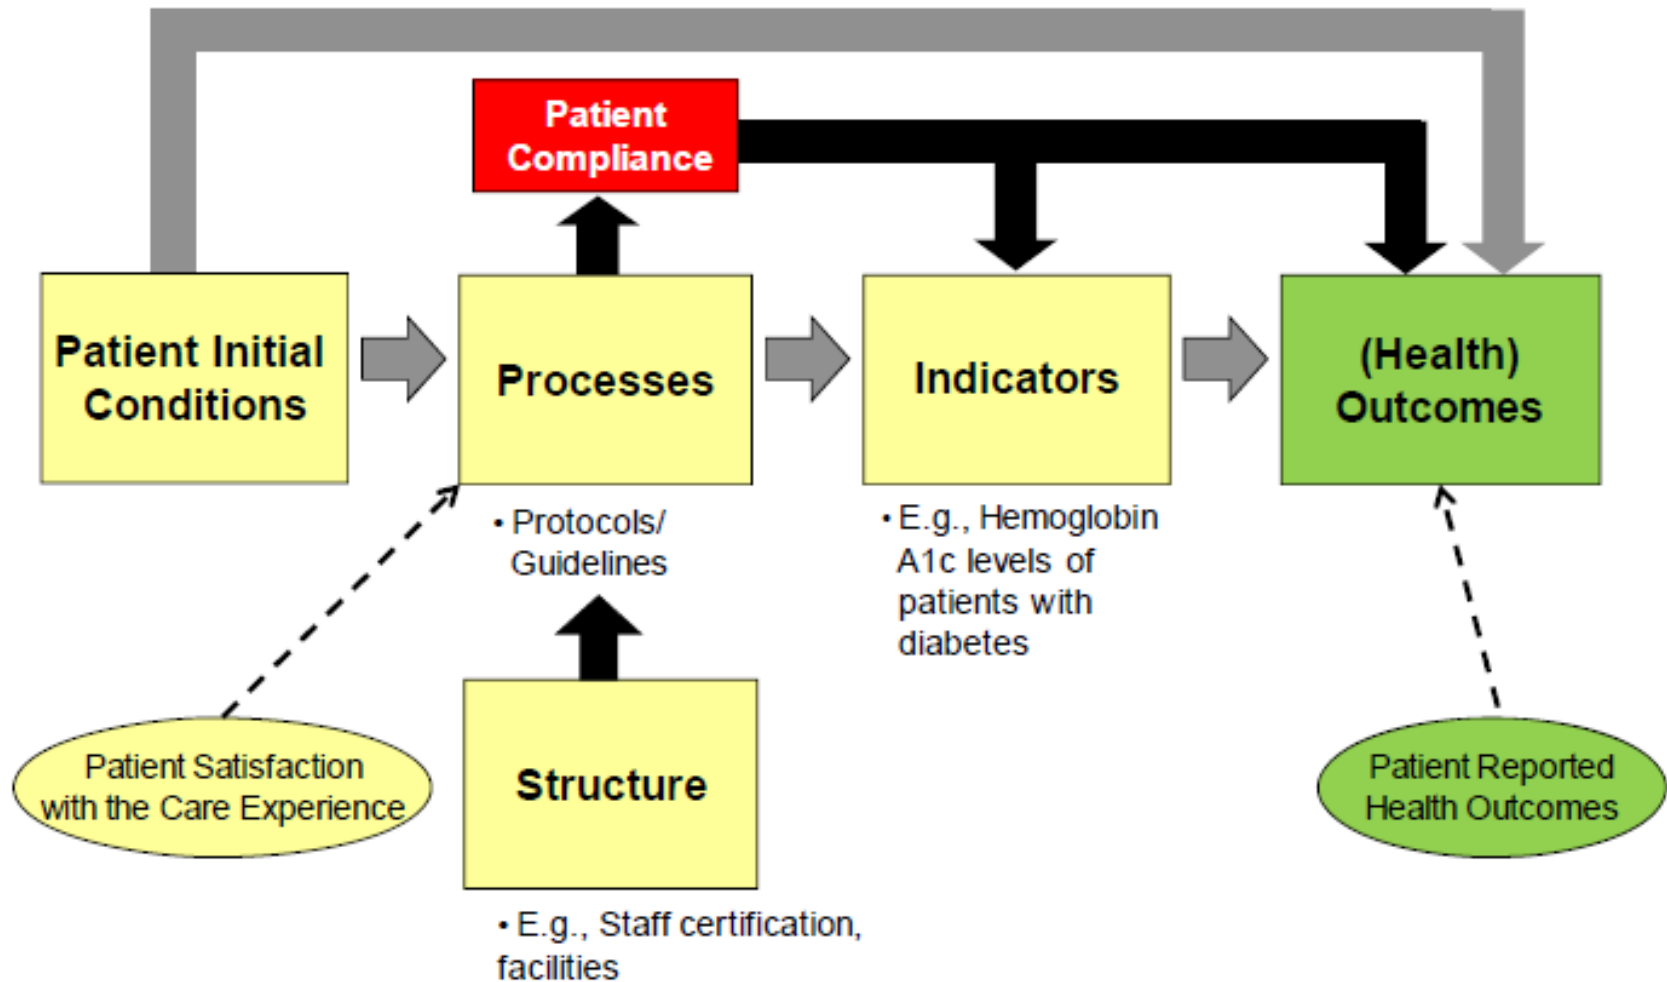 Patient
Compliance
Patient Initial
Conditions
Processes
Indicators
(Health)
Outcomes
• Protocols/
Guidelines
• E.g., Hemoglobin
A1c levels of
patients with
diabetes
Patient Satisfaction
with the Care Experience
Structure
Patient Reported
Health Outcomes
• E.g., Staff certification,
facilities